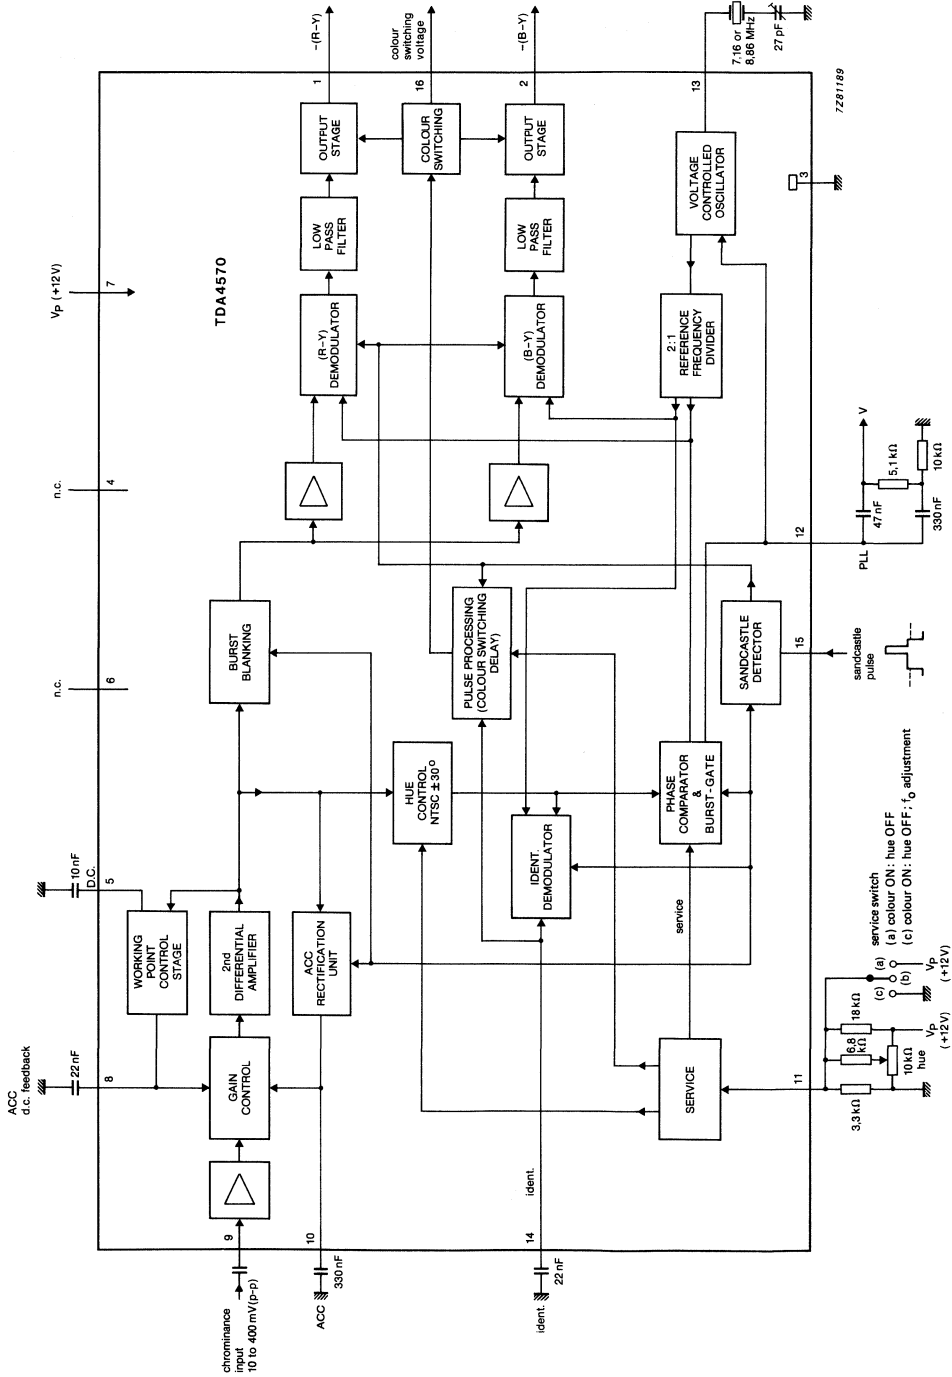 ACC
d.c. feedback
22 nF
8
10 nF
D.C.
5
n.c.
6
n.c.
4
VP (+12 V)
7
TDA4570
chrominance
input
10 to 400 mV (p-p)
9
GAIN
CONTROL
WORKING
POINT
CONTROL
STAGE
2nd
DIFFERENTIAL
AMPLIFIER
BURST
BLANKING
ACC
330 nF
10
ACC
RECTIFICATION
UNIT
HUE
CONTROL
NTSC ± 30°
(R-Y)
DEMODULATOR
LOW
PASS
FILTER
OUTPUT
STAGE
1
-(R-Y)
COLOUR
SWITCHING
16
colour
switching
voltage
PULSE PROCESSING
(COLOUR SWITCHING
DELAY)
(B-Y)
DEMODULATOR
LOW
PASS
FILTER
OUTPUT
STAGE
2
-(B-Y)
ident.
22 nF
14
ident.
IDENT.
DEMODULATOR
SERVICE
service
PHASE
COMPARATOR
&
BURST-GATE
SANDCASTLE
DETECTOR
2:1
REFERENCE
FREQUENCY
DIVIDER
VOLTAGE
CONTROLLED
OSCILLATOR
13
7,16 or
8,86 MHz
27 pF
11
3,3 kΩ
6,8
kΩ
18 kΩ
10 kΩ
hue
VP
(+12 V)
(c)
(a)
(b)
VP
(+12 V)
service switch
(a) colour ON: hue OFF
(c) colour ON: hue OFF; fo adjustment
15
sandcastle
pulse
12
PLL
47 nF
330 nF
5,1 kΩ
10 kΩ
V
3
7Z81189